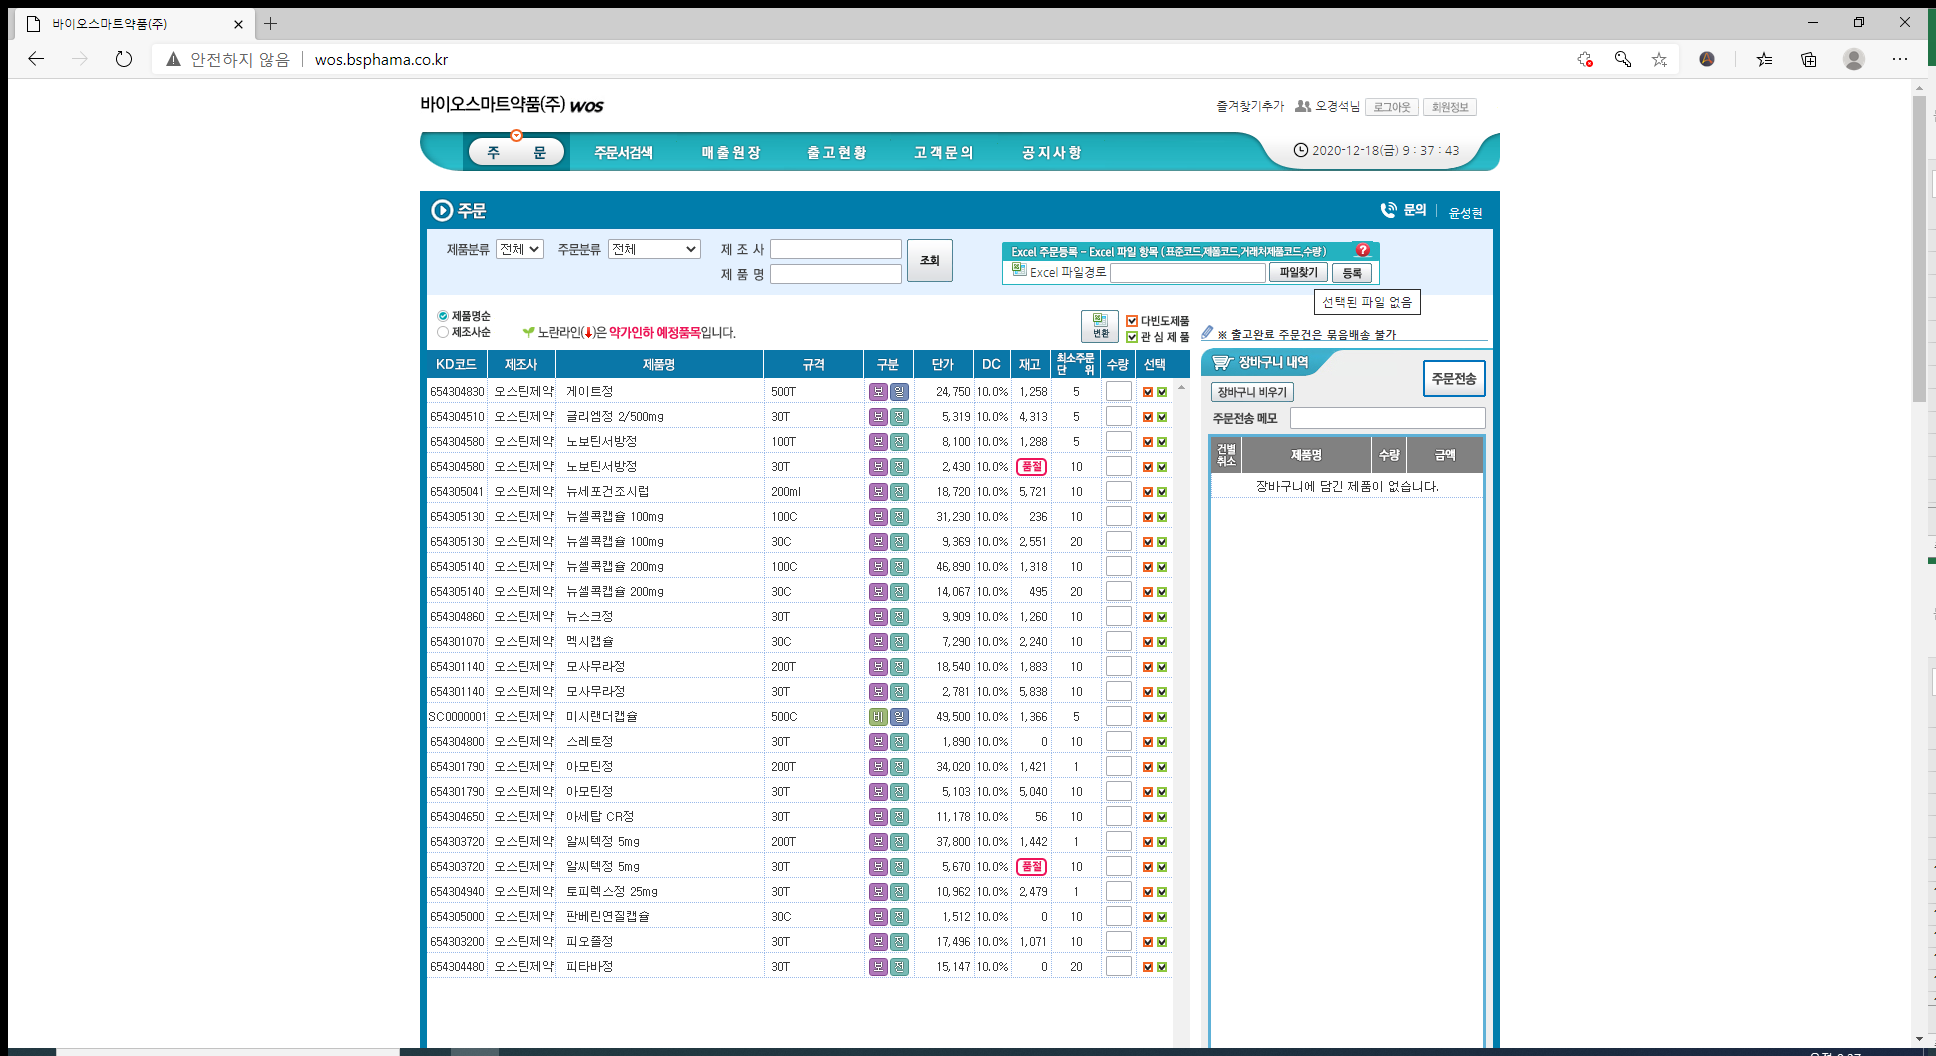 바이오스마트약품(주)
안전하지 않음 wos.bsphama.co.kr
바이오스마트약품(주) wos
즐겨찾기추가 오경석님 로그아웃 회원정보
주 문 주문서검색 매출원장 출고현황 고객문의 공지사항 2020-12-18(금) 9 : 37 : 43
주문 문의 윤성현
제품분류 전체 주문분류 전체 제 조 사 조회
제 품 명
Excel 주문등록 - Excel 파일 항목 ( 표준코드,제품코드,거래처제품코드,수량 ) ?
Excel 파일경로 파일찾기 등록
선택된 파일 없음
제품명순
제조사순
노란라인(↓)은 약가인하 예정품목입니다.
변환
다빈도제품
관 심 제 품
※ 출고완료 주문건은 묶음배송 불가
KD코드 제조사 제품명 규격 구분 단가 DC 재고 최소주문단 위 수량 선택
654304830 오스틴제약 게이트정 500T 보 일 24,750 10.0% 1,258 5
654304510 오스틴제약 글리엠정 2/500mg 30T 보 전 5,319 10.0% 4,313 5
654304580 오스틴제약 노보틴서방정 100T 보 전 8,100 10.0% 1,288 5
654304580 오스틴제약 노보틴서방정 30T 보 전 2,430 10.0% 품절 10
654305041 오스틴제약 뉴세포건조시럽 200ml 보 전 18,720 10.0% 5,721 10
654305130 오스틴제약 뉴셀콕캡슐 100mg 100C 보 전 31,230 10.0% 236 10
654305130 오스틴제약 뉴셀콕캡슐 100mg 30C 보 전 9,369 10.0% 2,551 20
654305140 오스틴제약 뉴셀콕캡슐 200mg 100C 보 전 46,890 10.0% 1,318 10
654305140 오스틴제약 뉴셀콕캡슐 200mg 30C 보 전 14,067 10.0% 495 20
654304860 오스틴제약 뉴스크정 30T 보 전 9,909 10.0% 1,260 10
654301070 오스틴제약 멕시캡슐 30C 보 전 7,290 10.0% 2,240 10
654301140 오스틴제약 모사무라정 200T 보 전 18,540 10.0% 1,883 10
654301140 오스틴제약 모사무라정 30T 보 전 2,781 10.0% 5,838 10
SC0000001 오스틴제약 미시랜더캡슐 500C 비 일 49,500 10.0% 1,366 5
654304800 오스틴제약 스레토정 30T 보 전 1,890 10.0% 0 10
654301790 오스틴제약 아모틴정 200T 보 전 34,020 10.0% 1,421 1
654301790 오스틴제약 아모틴정 30T 보 전 5,103 10.0% 5,040 10
654304650 오스틴제약 아세탑 CR정 30T 보 전 11,178 10.0% 56 10
654303720 오스틴제약 알씨텍정 5mg 200T 보 전 37,800 10.0% 1,442 1
654303720 오스틴제약 알씨텍정 5mg 30T 보 전 5,670 10.0% 품절 10
654304940 오스틴제약 토피렉스정 25mg 30T 보 전 10,962 10.0% 2,479 1
654305000 오스틴제약 판베린연질캡슐 30C 보 전 1,512 10.0% 0 10
654303200 오스틴제약 피오졸정 30T 보 전 17,496 10.0% 1,071 10
654304480 오스틴제약 피타바정 30T 보 전 15,147 10.0% 0 20
장바구니 내역
주문전송
장바구니 비우기
주문전송 메모
건별취소 제품명 수량 금액
장바구니에 담긴 제품이 없습니다.